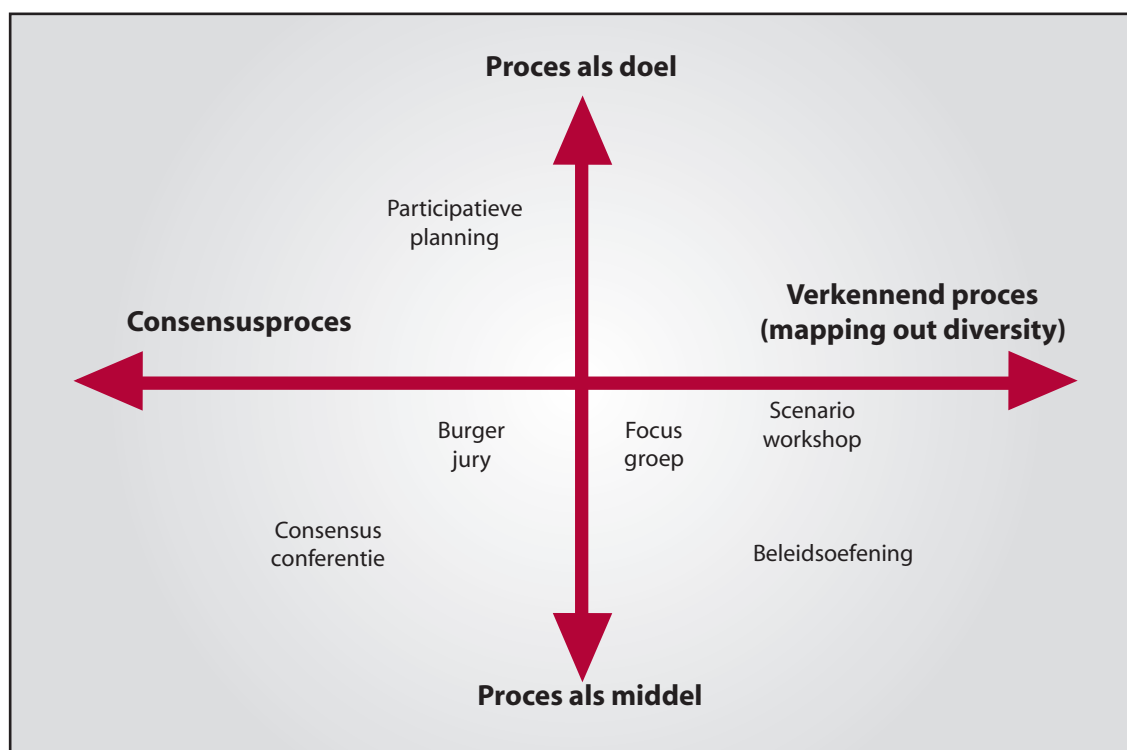 Proces als doel
Participatieve
planning
Consensusproces
Verkennend proces
(mapping out diversity)
Burger
jury
Focus
groep
Scenario
workshop
Consensus
conferentie
Beleidsoefening
Proces als middel